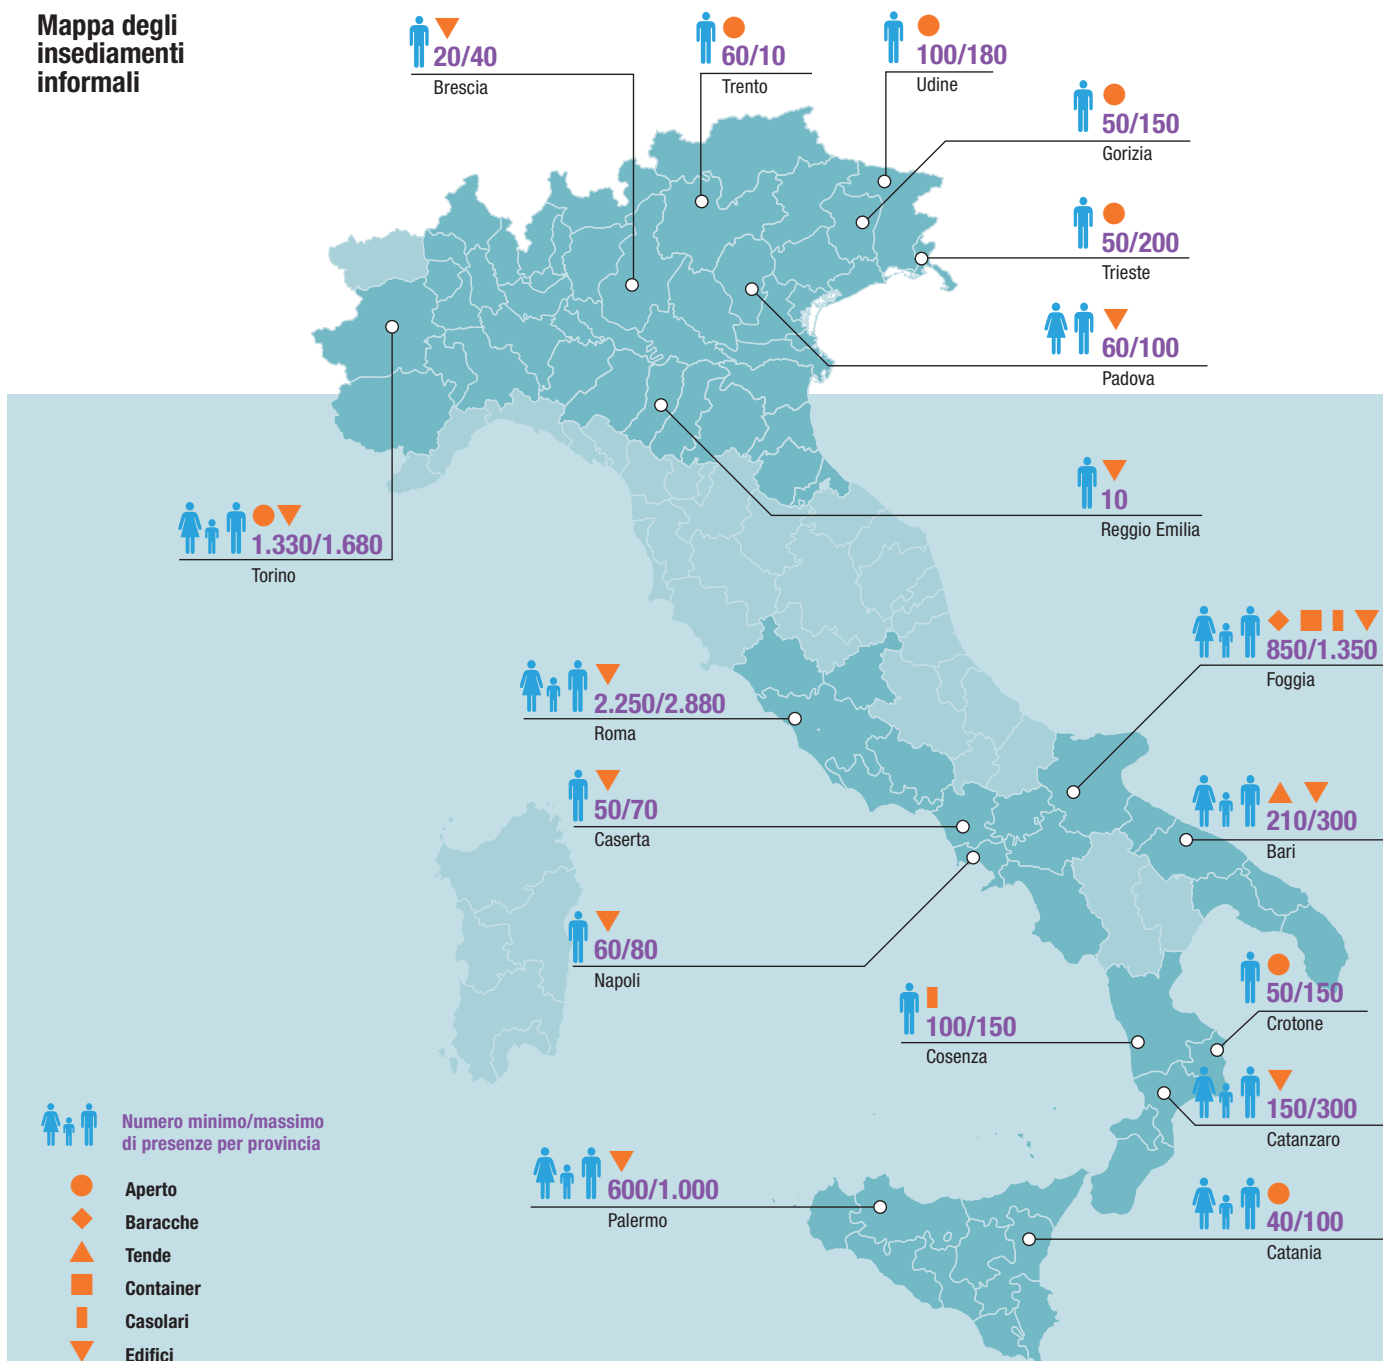 Mappa degli
insediamenti
informali
20/40
Brescia
60/10
Trento
100/180
Udine
50/150
Gorizia
50/200
Trieste
60/100
Padova
10
Reggio Emilia
1.330/1.680
Torino
850/1.350
Foggia
2.250/2.880
Roma
50/70
Caserta
210/300
Bari
60/80
Napoli
50/150
Crotone
100/150
Cosenza
150/300
Catanzaro
600/1.000
Palermo
40/100
Catania
Numero minimo/massimo
di presenze per provincia
Aperto
Baracche
Tende
Container
Casolari
Edifici